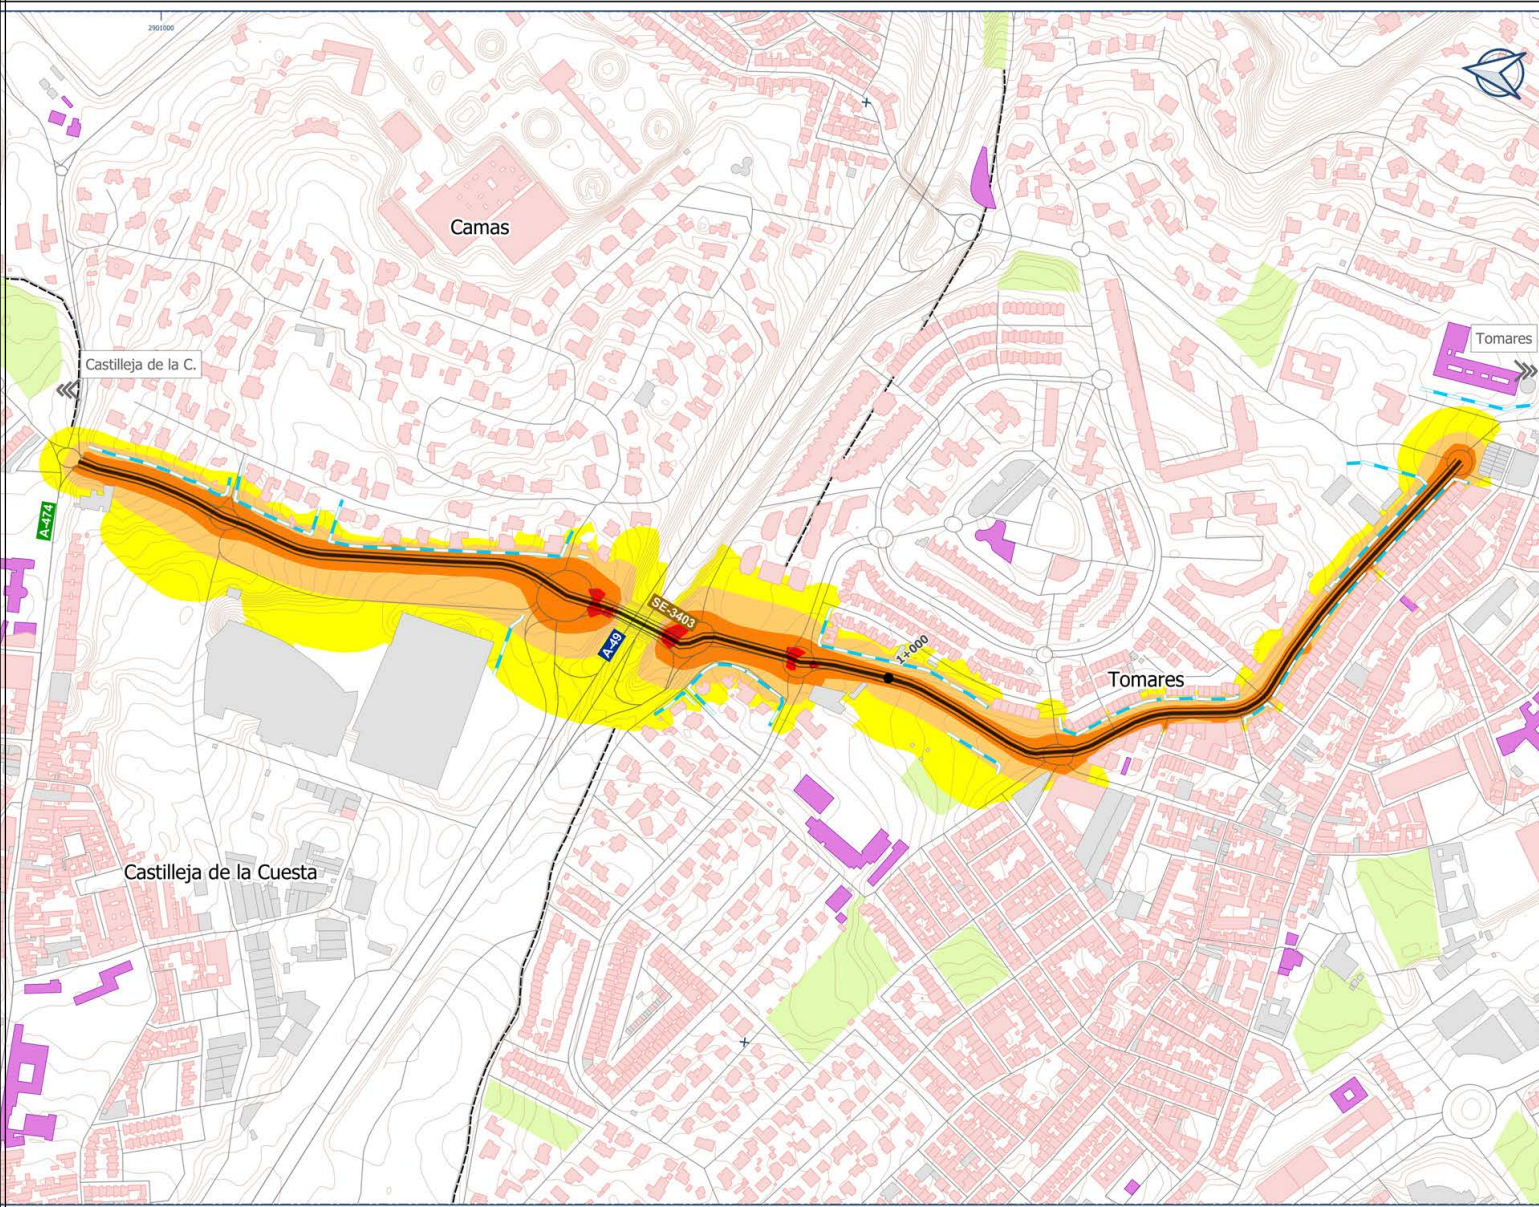 2901000
Camas
Tomares
Castilleja de la C.
A-474
SE-3403
A-49
1+000
Tomares
Castilleja de la Cuesta